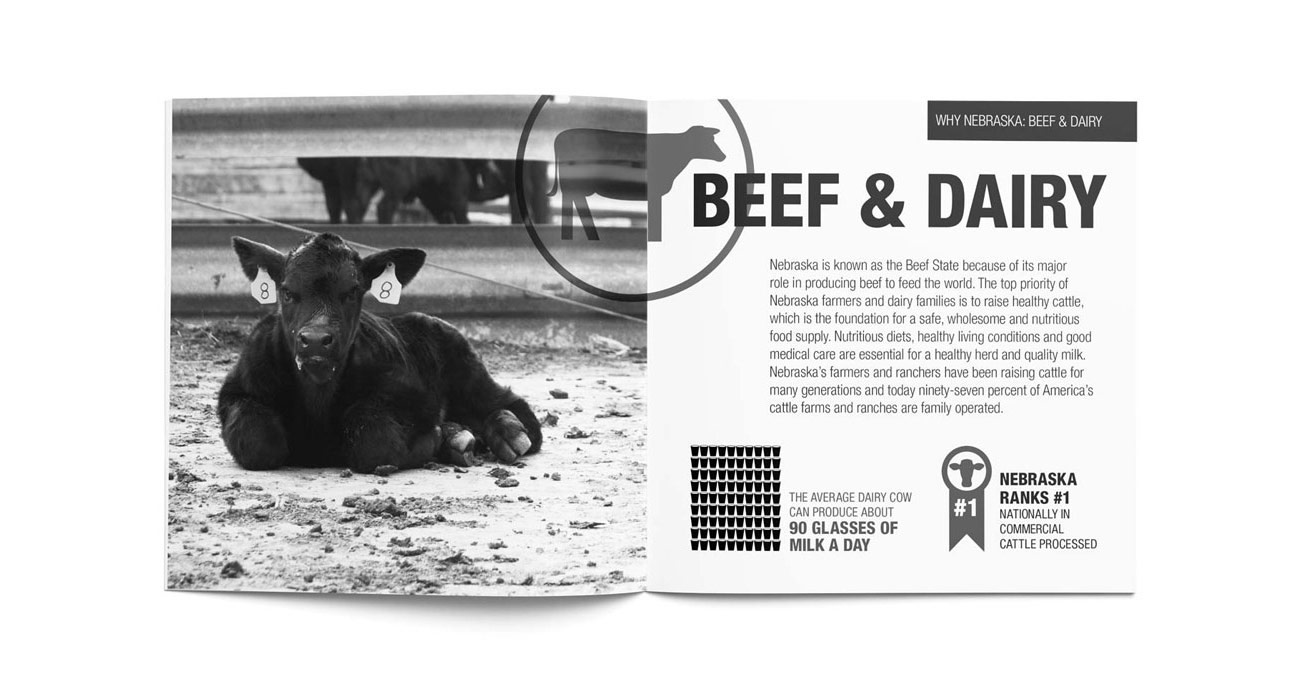 8
8
WHY NEBRASKA: BEEF & DAIRY
BEEF & DAIRY
Nebraska is known as the Beef State because of its major
role in producing beef to feed the world. The top priority of
Nebraska farmers and dairy families is to raise healthy cattle,
which is the foundation for a safe, wholesome and nutritious
food supply. Nutritious diets, healthy living conditions and good
medical care are essential for a healthy herd and quality milk.
Nebraska’s farmers and ranchers have been raising cattle for
many generations and today ninety-seven percent of America’s
cattle farms and ranches are family operated.
THE AVERAGE DAIRY COW
CAN PRODUCE ABOUT
90 GLASSES OF
MILK A DAY
#1
NEBRASKA
RANKS #1
NATIONALLY IN
COMMERCIAL
CATTLE PROCESSED